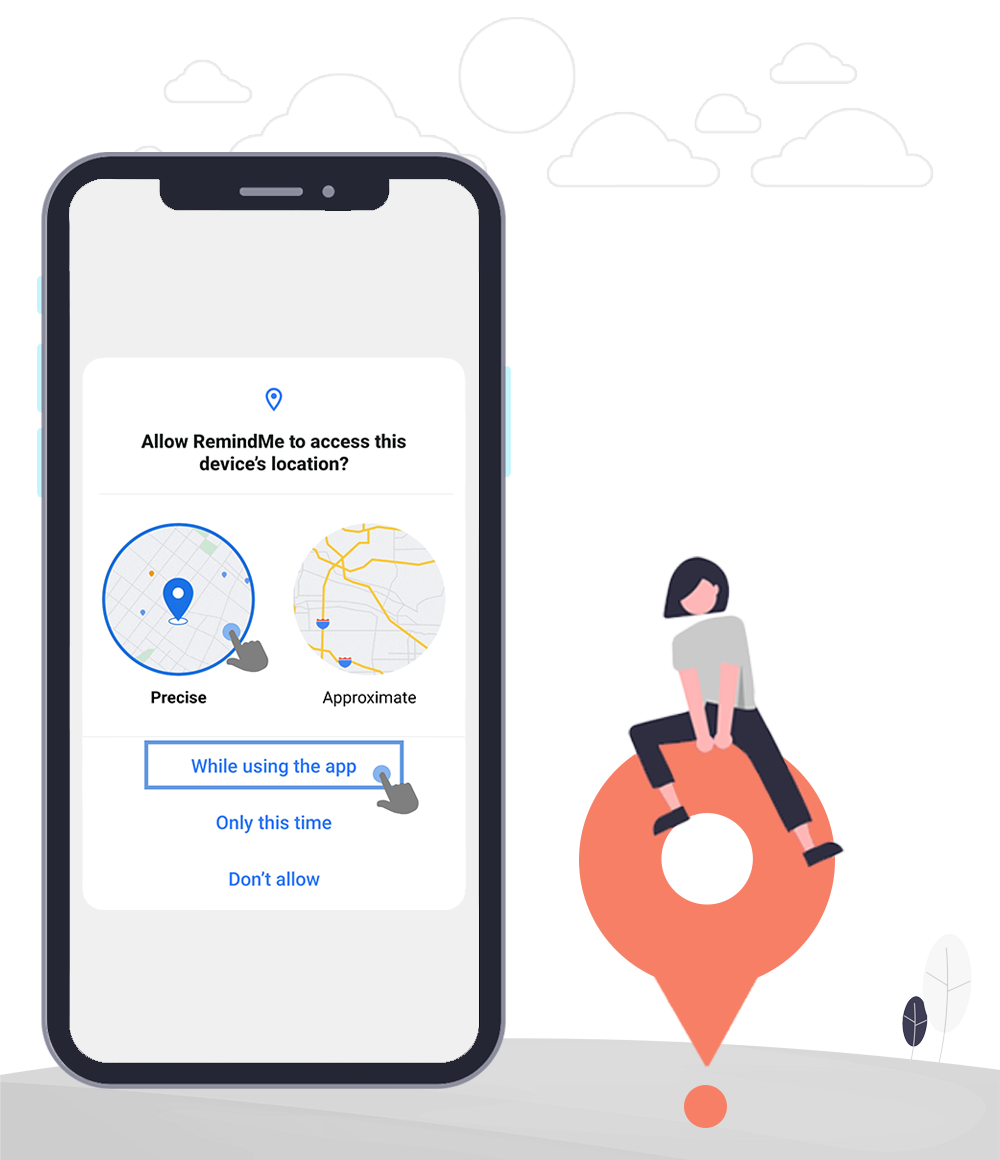 Allow RemindMe to access this
device’s location?
Precise
Approximate
While using the app
Only this time
Don’t allow